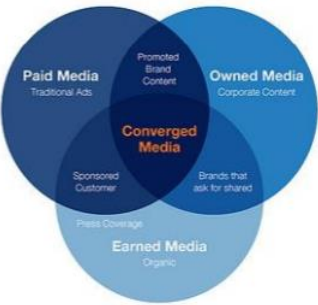 Promoted
Brand
Content
Paid Media
Traditional Ads
Owned Media
Corporate Content
Converged
Media
Sponsored
Customer
Brands that
ask for shared
Press Coverage
Earned Media
Organic